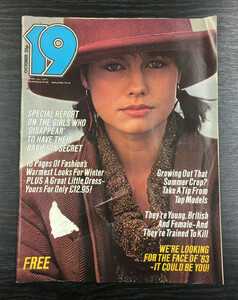 OCTOBER 50p
19
SPECIAL REPORT
ON THE GIRLS WHO
'DISAPPEAR'
TO HAVE THEIR
BABIES IN SECRET
16 Pages Of Fashion's
Warmest Looks For Winter
PLUS A Great Little Dress-
Yours For Only £12.95!
Growing Out That
Summer Crop?
Take A Tip From
Top Models
They're Young, British
And Female-And
They're Trained To Kill
WE'RE LOOKING
FOR THE FACE OF '83
-IT COULD BE YOU!
FREE